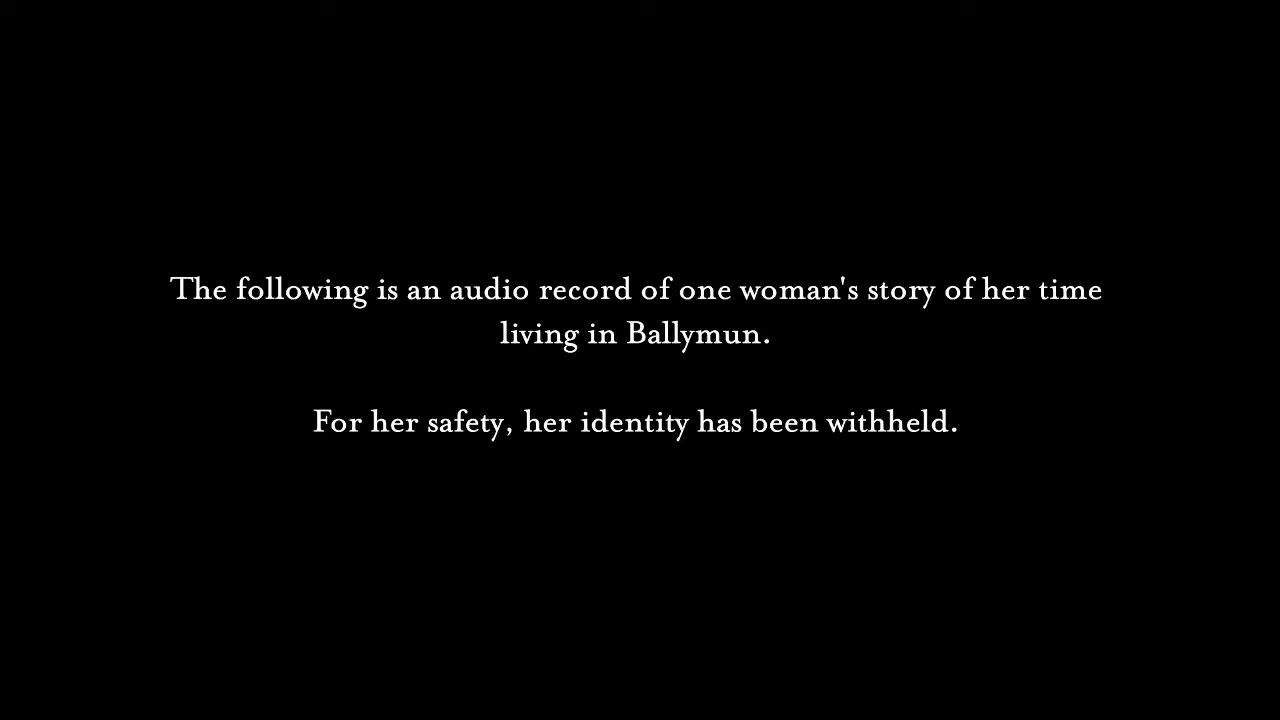 The following is an audio record of one woman's story of her time
living in Ballymun.
For her safety, her identity has been withheld.